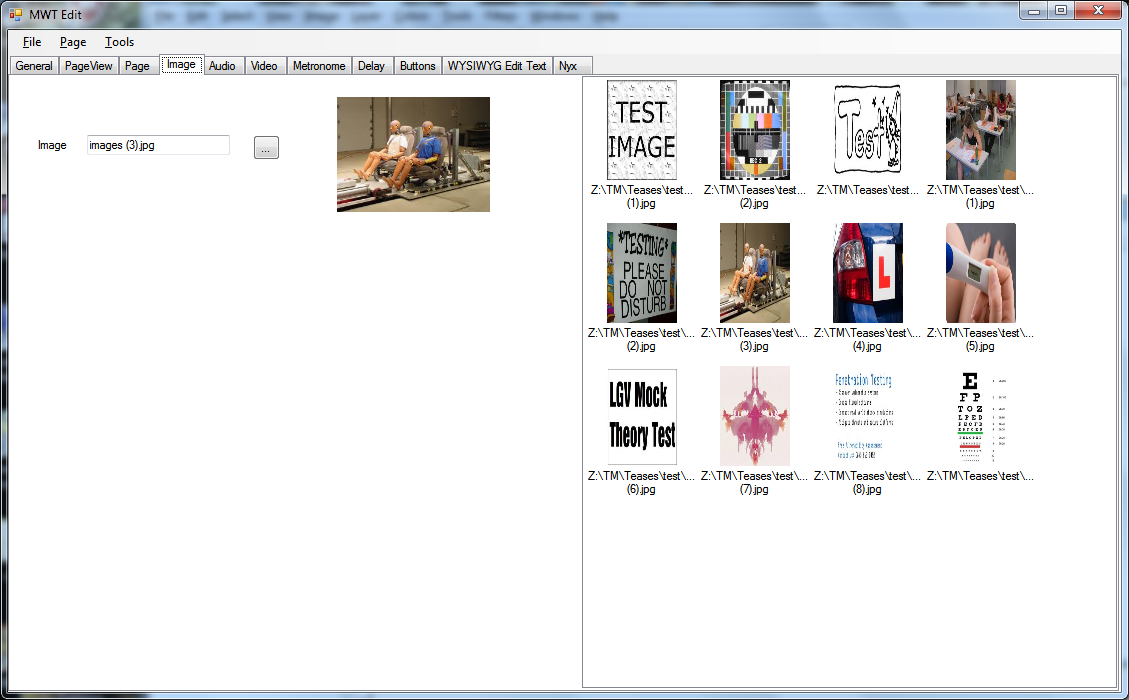 MWT Edit
File Page Tools
General PageView Page Image Audio Video Metronome Delay Buttons WYSIWYG Edit Text Nyx
Image images (3).jpg ...
TEST
IMAGE
BBC 2
Test
Z:\TM\Teases\test...
(1).jpg
Z:\TM\Teases\test...
(2).jpg
Z:\TM\Teases\test...
Z:\TM\Teases\test\...
(1).jpg
*TESTING*
PLEASE
DO NOT
DISTURB
L
Z:\TM\Teases\test\...
(2).jpg
Z:\TM\Teases\test\...
(3).jpg
Z:\TM\Teases\test\...
(4).jpg
Z:\TM\Teases\test\...
(5).jpg
LGV Mock
Theory Test
Penetration Testing
E
F P
T O Z
L P E D
P E C F D
Z:\TM\Teases\test\...
(6).jpg
Z:\TM\Teases\test\...
(7).jpg
Z:\TM\Teases\test\...
(8).jpg
Z:\TM\Teases\test\...